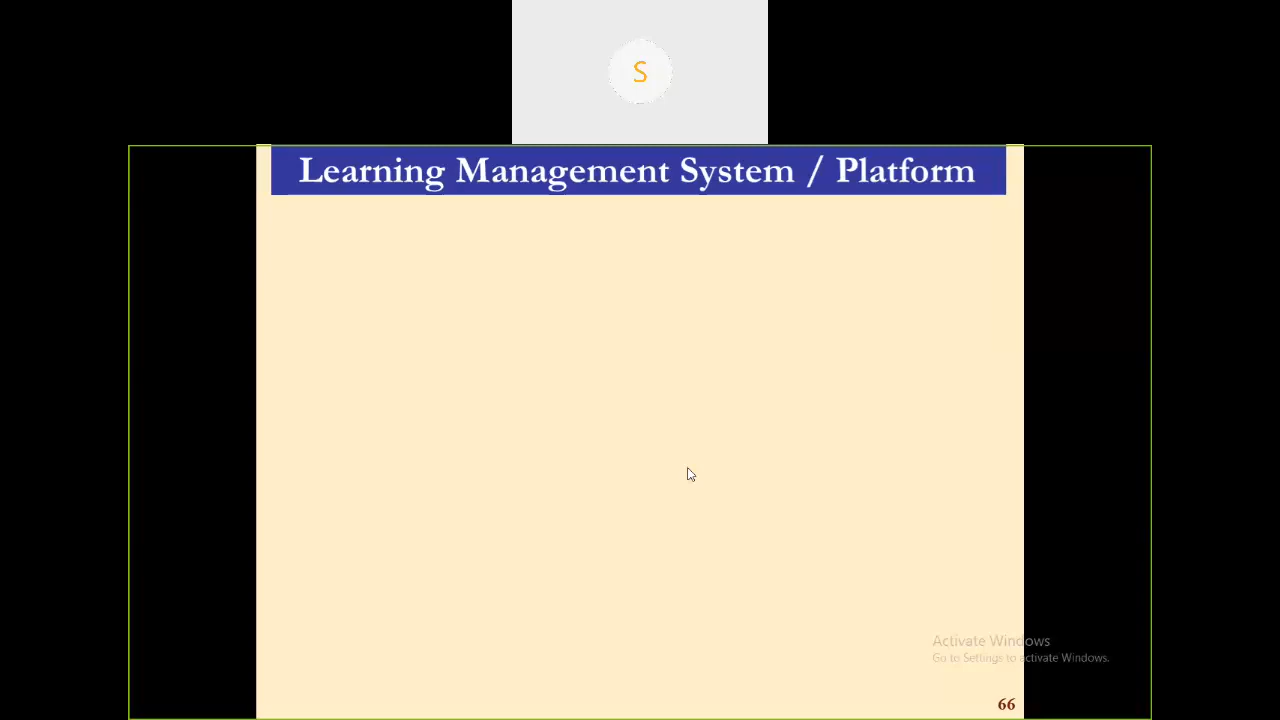 S
Learning Management System / Platform
Activate Windows
Go to Settings to activate Windows.
66